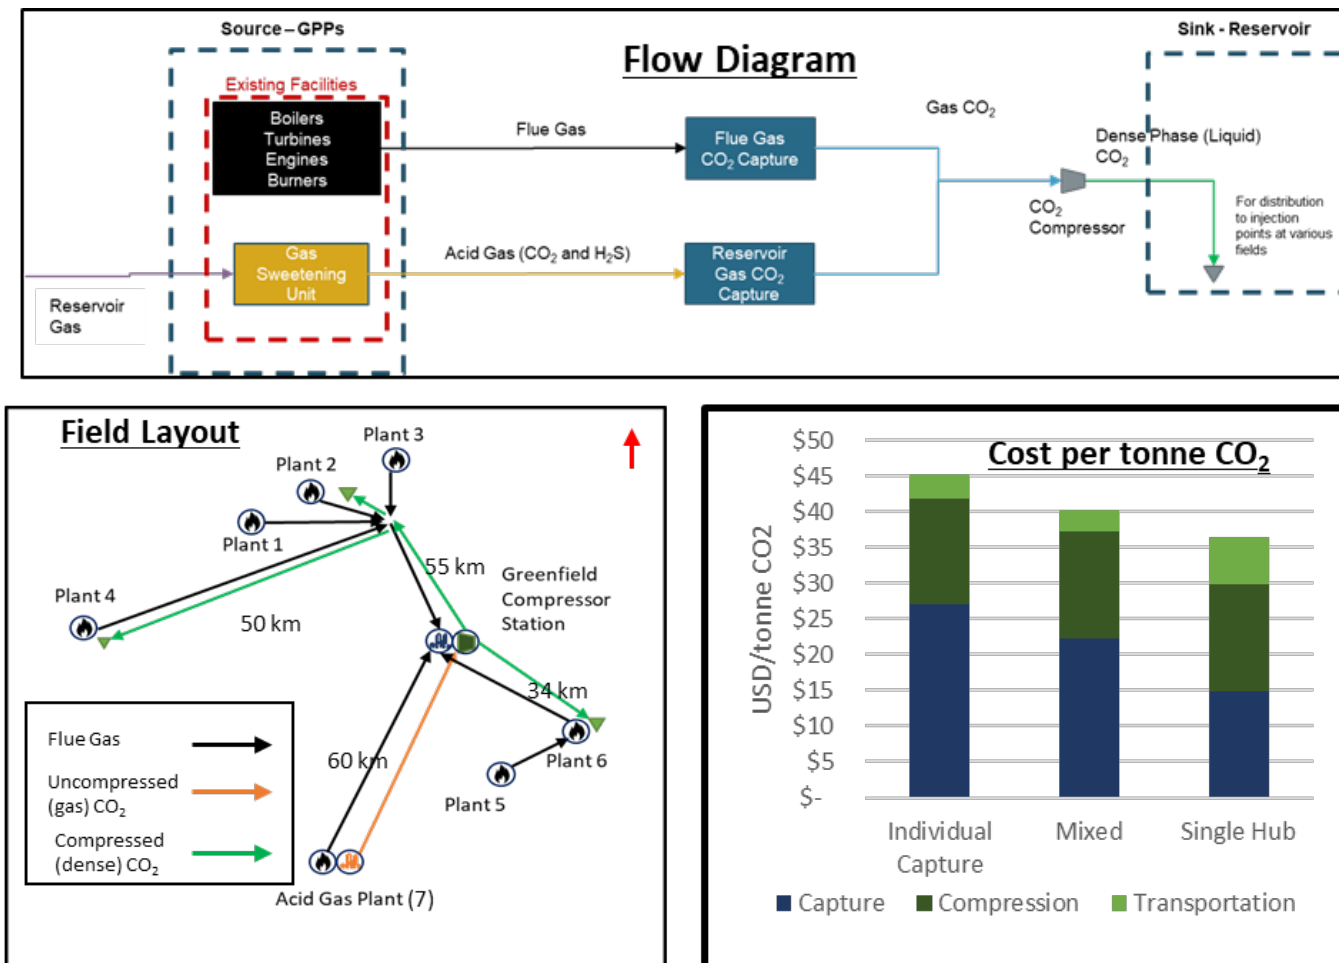 Source – GPPs
Sink - Reservoir
Flow Diagram
Existing Facilities
Boilers
Turbines
Engines
Burners
Flue Gas
Flue Gas
CO₂ Capture
Gas CO₂
Dense Phase (Liquid)
CO₂
CO₂
Compressor
For distribution
to injection
points at various
fields
Gas
Sweetening
Unit
Acid Gas (CO₂ and H₂S)
Reservoir
Gas CO₂
Capture
Reservoir
Gas
Field Layout
Plant 3
Plant 2
Plant 1
Plant 4
55 km
50 km
Greenfield
Compressor
Station
34 km
60 km
Plant 6
Plant 5
Acid Gas Plant (7)
Flue Gas
Uncompressed
(gas) CO₂
Compressed
(dense) CO₂
Cost per tonne CO₂
USD/tonne CO2
$50
$45
$40
$35
$30
$25
$20
$15
$10
$5
$-
Individual
Capture
Mixed
Single Hub
Capture
Compression
Transportation